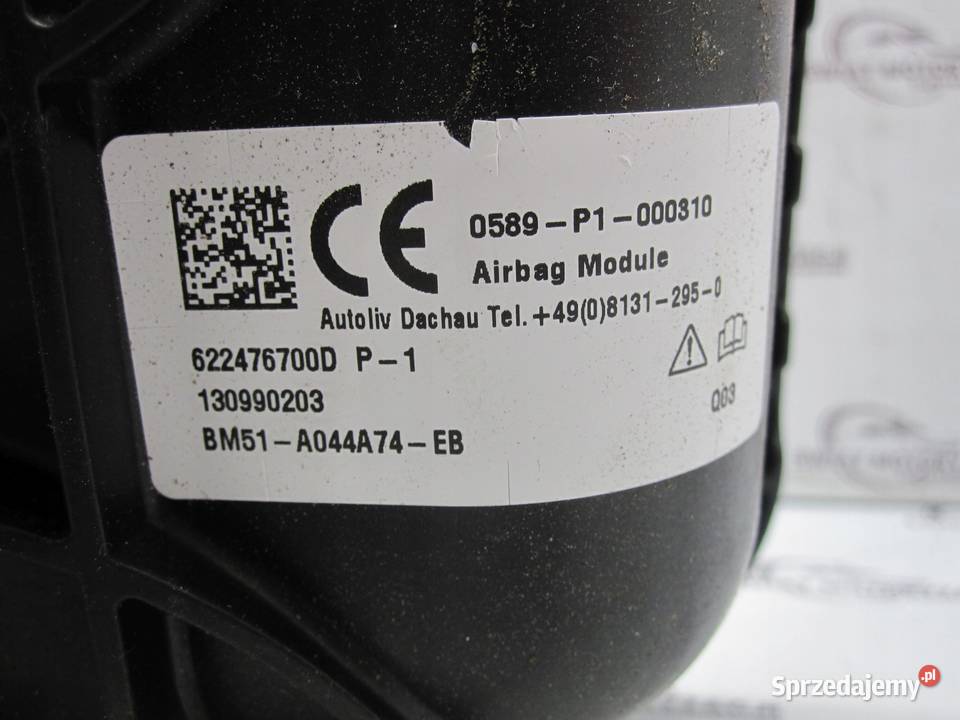 CE
0589-P1-000310
Airbag Module
Autoliv Dachau Tel. +49(0)8131-295-0
622476700D P-1
130990203
Q03
BM51-A044A74-EB
Sprzedajemy.pl